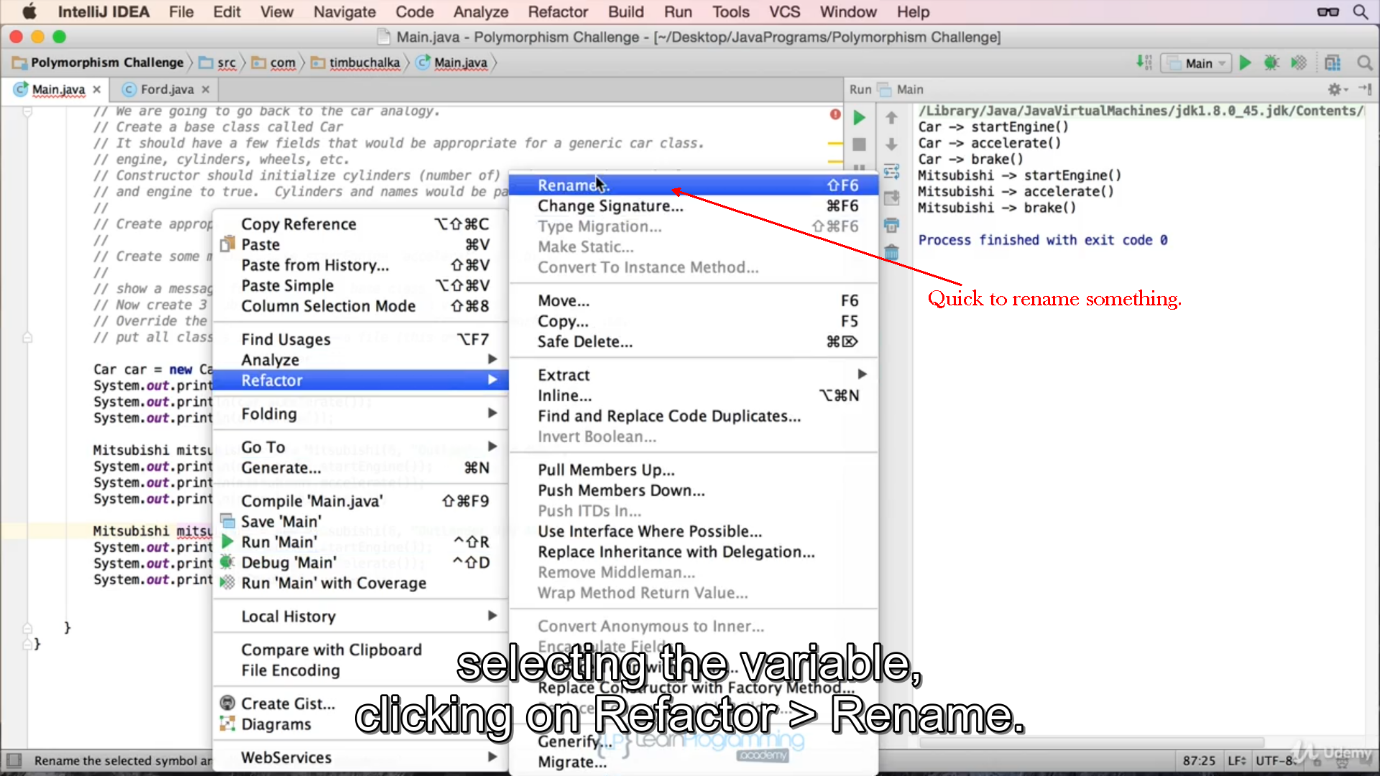 IntelliJ IDEA File Edit View Navigate Code Analyze Refactor Build Run Tools VCS Window Help
Main.java - Polymorphism Challenge - [~/Desktop/JavaPrograms/Polymorphism Challenge]
Polymorphism Challenge src com timbuchalka Main.java Main
Main.java Ford.java Run Main
// We are going to go back to the car analogy.
// Create a base class called Car
// It should have a few fields that would be appropriate for a generic car class.
// engine, cylinders, wheels, etc.
// Constructor should initialize cylinders (number of)
// and engine to true. Cylinders and names would be pa
//
// Create approp
//
// Create some m
//
// show a messag
// Now create 3
// Override the
// put all class
Car car = new Ca
System.out.print
System.out.print
System.out.print
Mitsubishi mitsu
System.out.print
System.out.print
System.out.print
Mitsubishi mitsu
System.out.print
System.out.print
System.out.print
}
}
Copy Reference ⌥⇧⌘C
Paste ⌘V
Paste from History... ⇧⌘V
Paste Simple ⌥⇧⌘V
Column Selection Mode ⇧⌘8
Find Usages ⌥F7
Analyze
Refactor
Folding
Go To
Generate... ⌘N
Compile 'Main.java' ⇧⌘F9
Save 'Main'
Run 'Main' ^⇧R
Debug 'Main' ^⇧D
Run 'Main' with Coverage
Local History
Compare with Clipboard
File Encoding
Create Gist...
Diagrams
WebServices
Rename... ⇧F6
Change Signature... ⌘F6
Type Migration... ⇧⌘F6
Make Static...
Convert To Instance Method...
Move... F6
Copy... F5
Safe Delete... ⌘⌦
Extract
Inline... ⌥⌘N
Find and Replace Code Duplicates...
Invert Boolean...
Pull Members Up...
Push Members Down...
Push ITDs In...
Use Interface Where Possible...
Replace Inheritance with Delegation...
Remove Middleman...
Wrap Method Return Value...
Convert Anonymous to Inner...
Encapsulate Fields
Replace Constructor with Factory Method...
Generify...
Migrate...
/Library/Java/JavaVirtualMachines/jdk1.8.0_45.jdk/Contents/
Car -> startEngine()
Car -> accelerate()
Car -> brake()
Mitsubishi -> startEngine()
Mitsubishi -> accelerate()
Mitsubishi -> brake()
Process finished with exit code 0
Quick to rename something.
selecting the variable,
clicking on Refactor > Rename.
{LP} LearnProgramming
academy
Udemy
Rename the selected symbol an 87:25 LF UTF-8